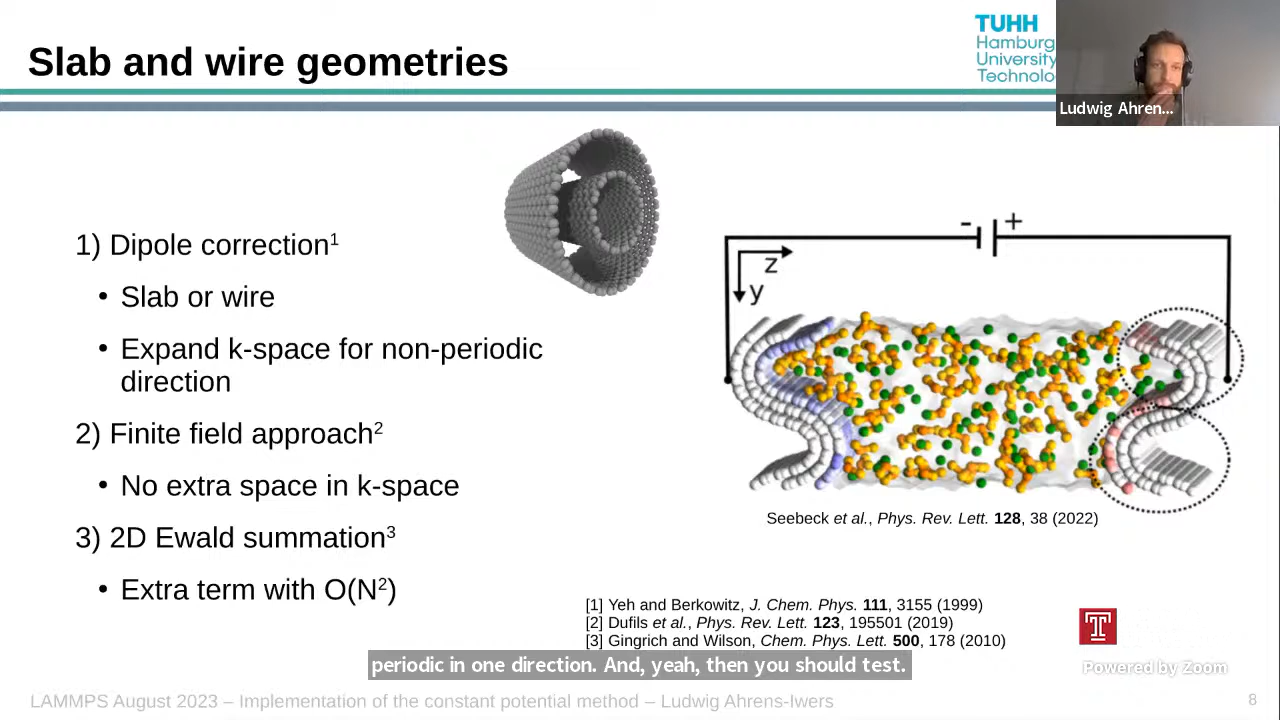 Slab and wire geometries
TUHH
Hamburg
University
Technolo
Ludwig Ahren...
1) Dipole correction¹
• Slab or wire
• Expand k-space for non-periodic
direction
2) Finite field approach²
• No extra space in k-space
3) 2D Ewald summation³
• Extra term with O(N²)
- +
z
y
Seebeck et al., Phys. Rev. Lett. 128, 38 (2022)
[1] Yeh and Berkowitz, J. Chem. Phys. 111, 3155 (1999)
[2] Dufils et al., Phys. Rev. Lett. 123, 195501 (2019)
[3] Gingrich and Wilson, Chem. Phys. Lett. 500, 178 (2010)
T
periodic in one direction. And, yeah, then you should test.
Powered by Zoom
LAMMPS August 2023 – Implementation of the constant potential method – Ludwig Ahrens-Iwers
8